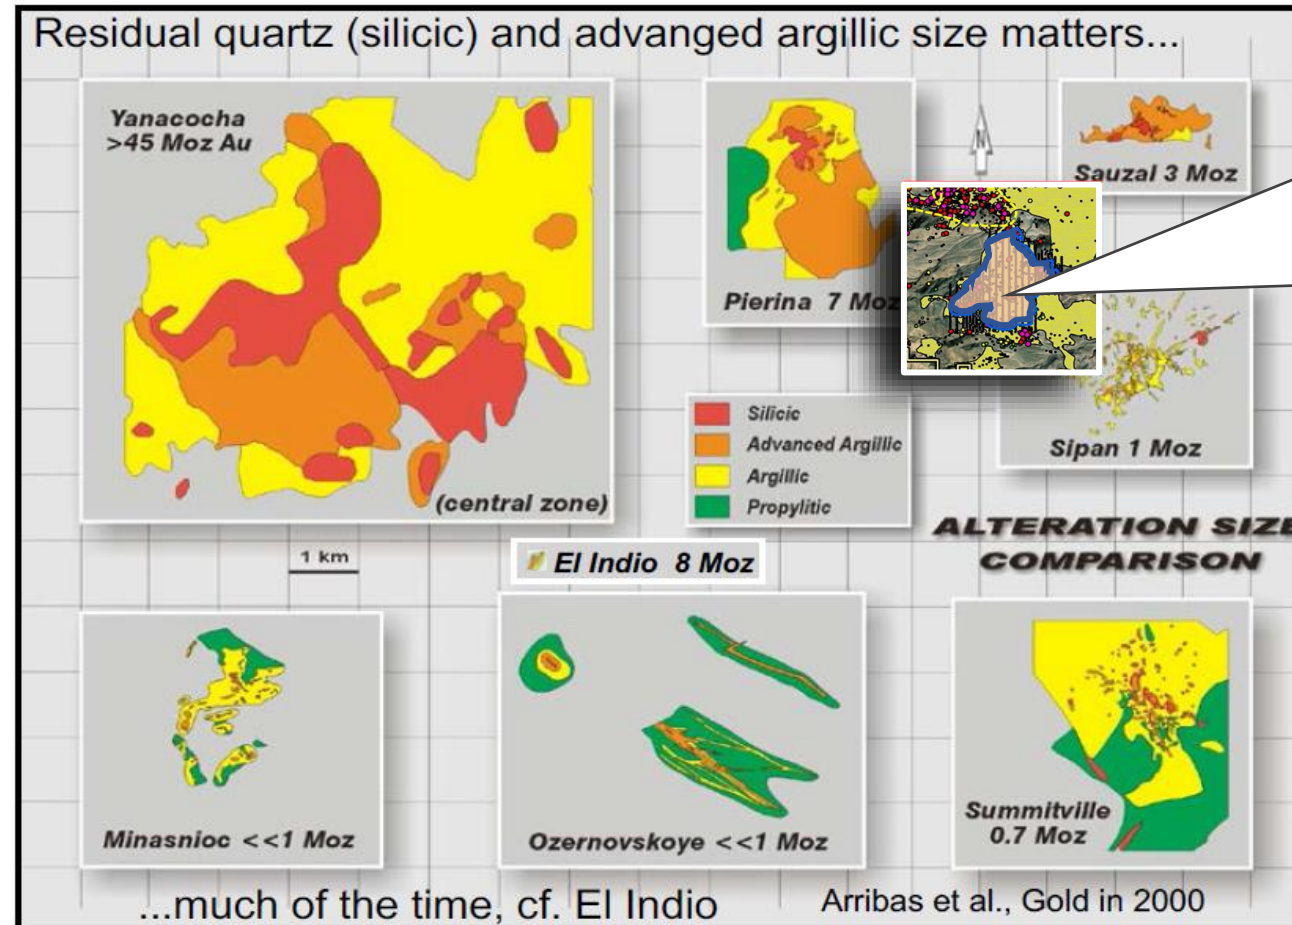 Residual quartz (silicic) and advanged argillic size matters...
Yanacocha
>45 Moz Au
(central zone)
Pierina 7 Moz
N
Sauzal 3 Moz
Sipan 1 Moz
Silicic
Advanced Argillic
Argillic
Propylitic
ALTERATION SIZE
COMPARISON
1 km
El Indio 8 Moz
Minasnioc <<1 Moz
Ozernovskoye <<1 Moz
Summitville
0.7 Moz
...much of the time, cf. El Indio
Arribas et al., Gold in 2000